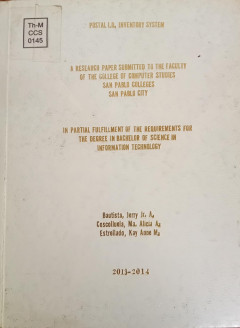 Th-M
CCS
0145
POSTAL I.D. INVENTORY SYSTEM
A RESEARCH PAPER SUBMITTED TO THE FACULTY
OF THE COLLEGE OF COMPUTER STUDIES
SAN PABLO COLLEGES
SAN PABLO CITY
IN PARTIAL FULFILLMENT OF THE REQUIREMENTS FOR
THE DEGREE IN BACHELOR OF SCIENCE IN
INFORMATION TECHNOLOGY
Bautista, Jerry Jr. A.
Coscolluela, Ma. Alicia A.
Estrellado, Kay Anne M.
2013-2014